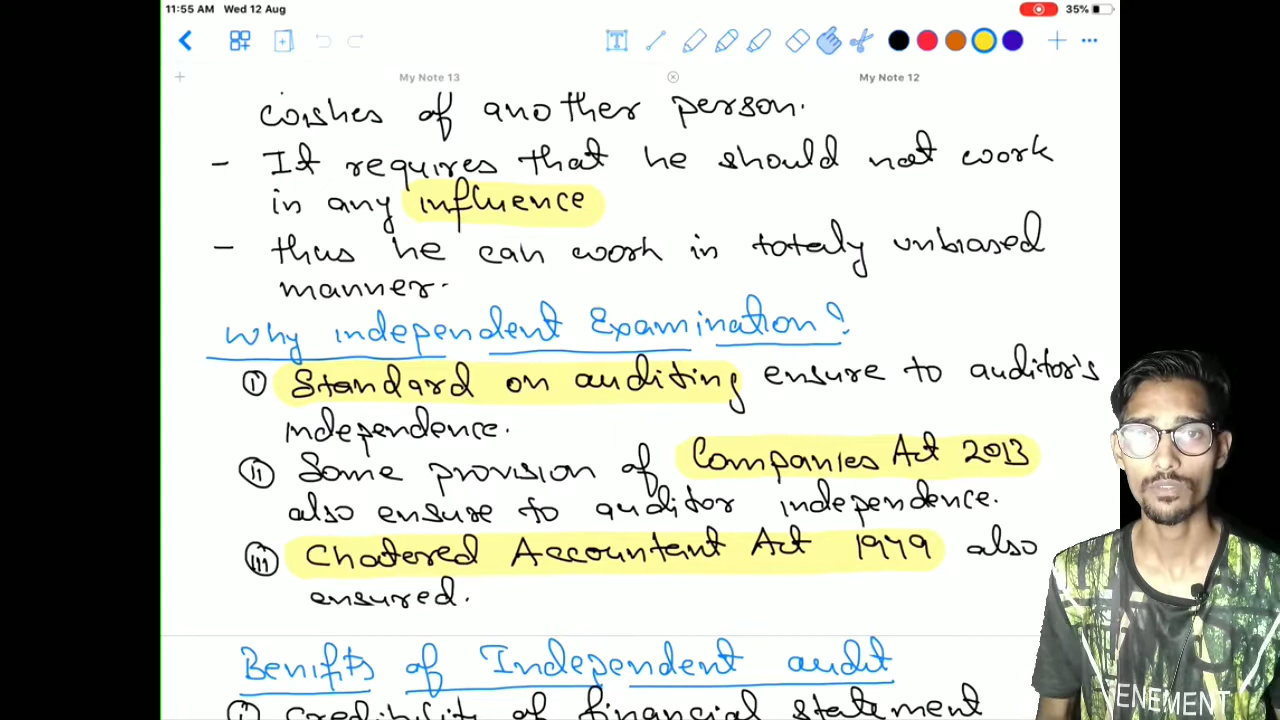 11:55 AM Wed 12 Aug
35%
My Note 13
My Note 12
of another person.
- It requires that he should not work
in any influence
- thus he can work in totaly unbiased
manner.
Why independent Examination?
(i) Standard on auditing ensure to auditor's
independence.
(ii) Some provision of Companies Act 2013
also ensure to auditor independence.
(iii) Chatered Accountant Act 1949 also
ensured.
Benifits of Independent audit
(i) credibility of financial statement
ENEMENT